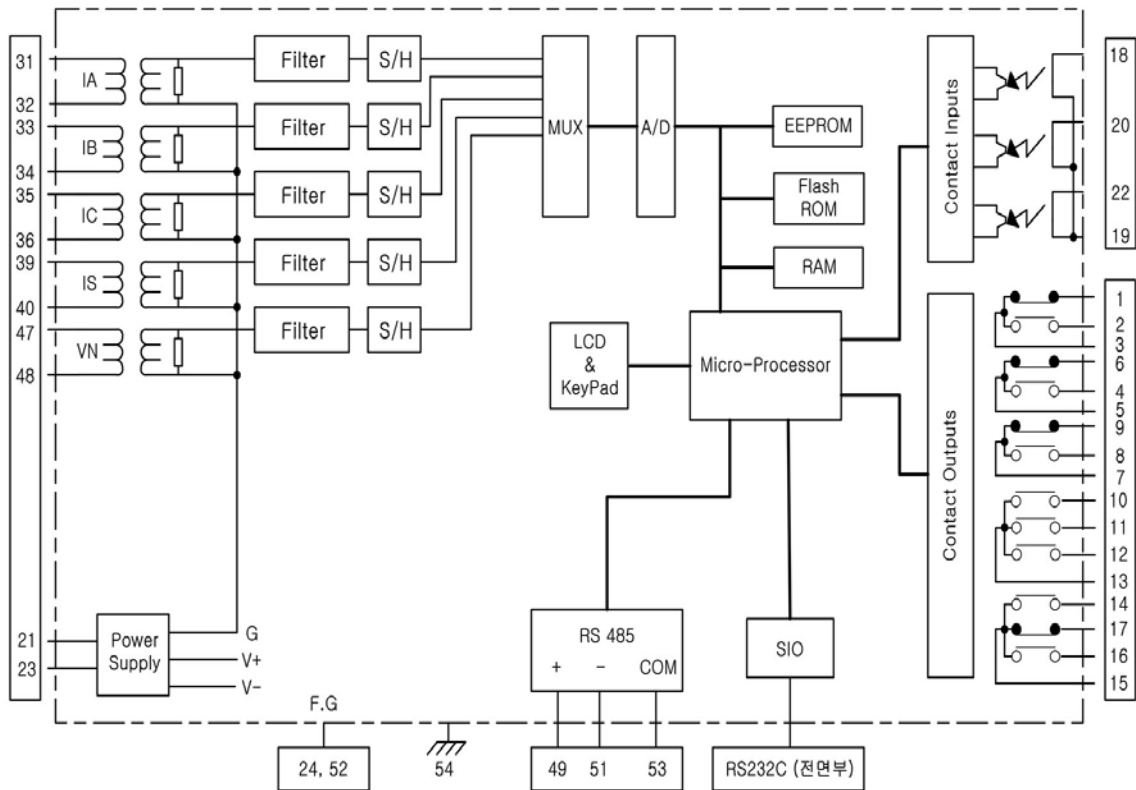 31
IA
32
33
IB
34
35
IC
36
39
IS
40
47
VN
48
21
23
Filter
S/H
Filter
S/H
Filter
S/H
Filter
S/H
Filter
S/H
MUX
A/D
EEPROM
Flash
ROM
RAM
LCD
&
KeyPad
Micro-Processor
Contact Inputs
18
20
22
19
Contact Outputs
1
2
3
6
4
5
9
8
7
10
11
12
13
14
17
16
15
Power
Supply
G
V+
V-
RS 485
+ - COM
SIO
F.G
24, 52
54
49 51 53
RS232C (전면부)